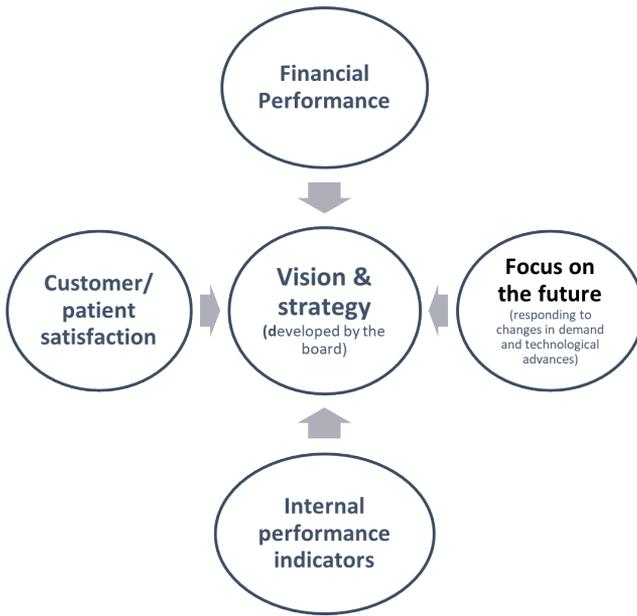 Financial
Performance
Customer/
patient
satisfaction
Vision &
strategy
(developed by the
board)
Focus on
the future
(responding to
changes in demand
and technological
advances)
Internal
performance
indicators